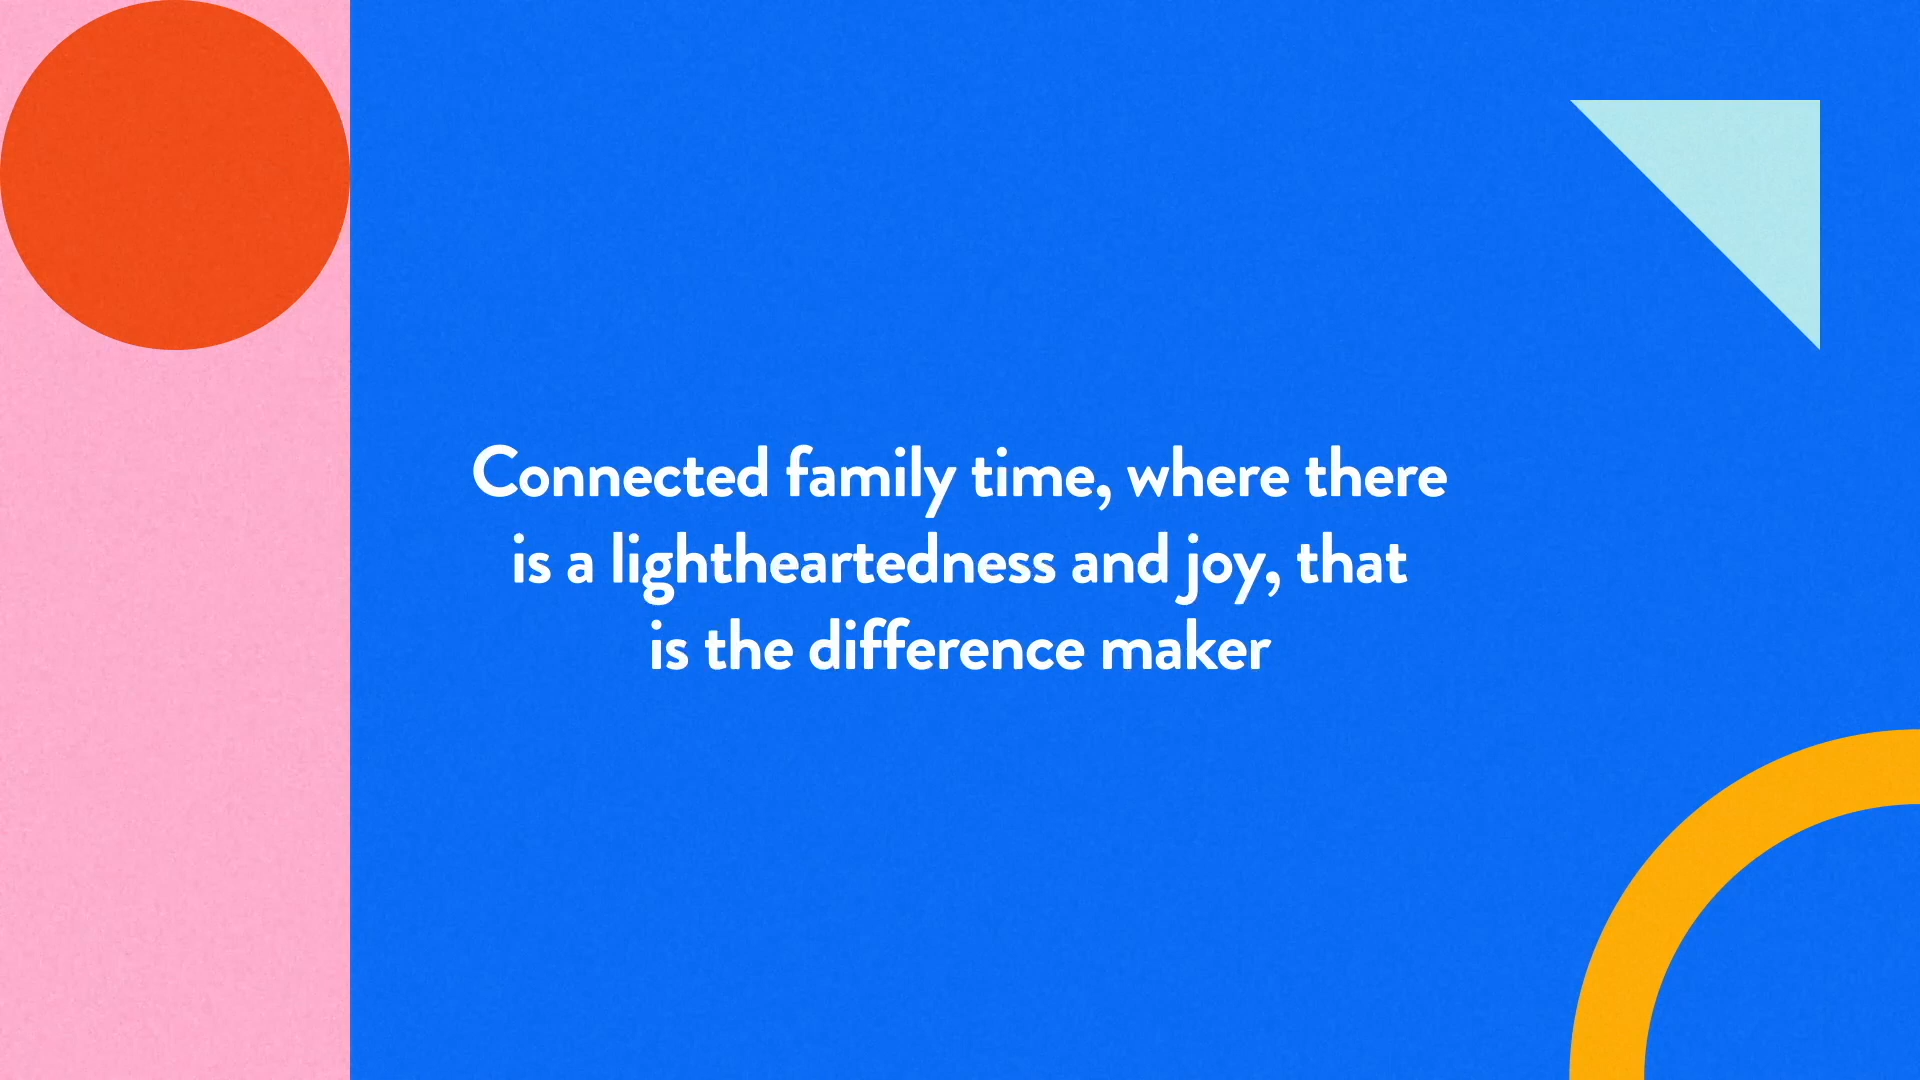 Connected family time, where there
is a lightheartedness and joy, that
is the difference maker